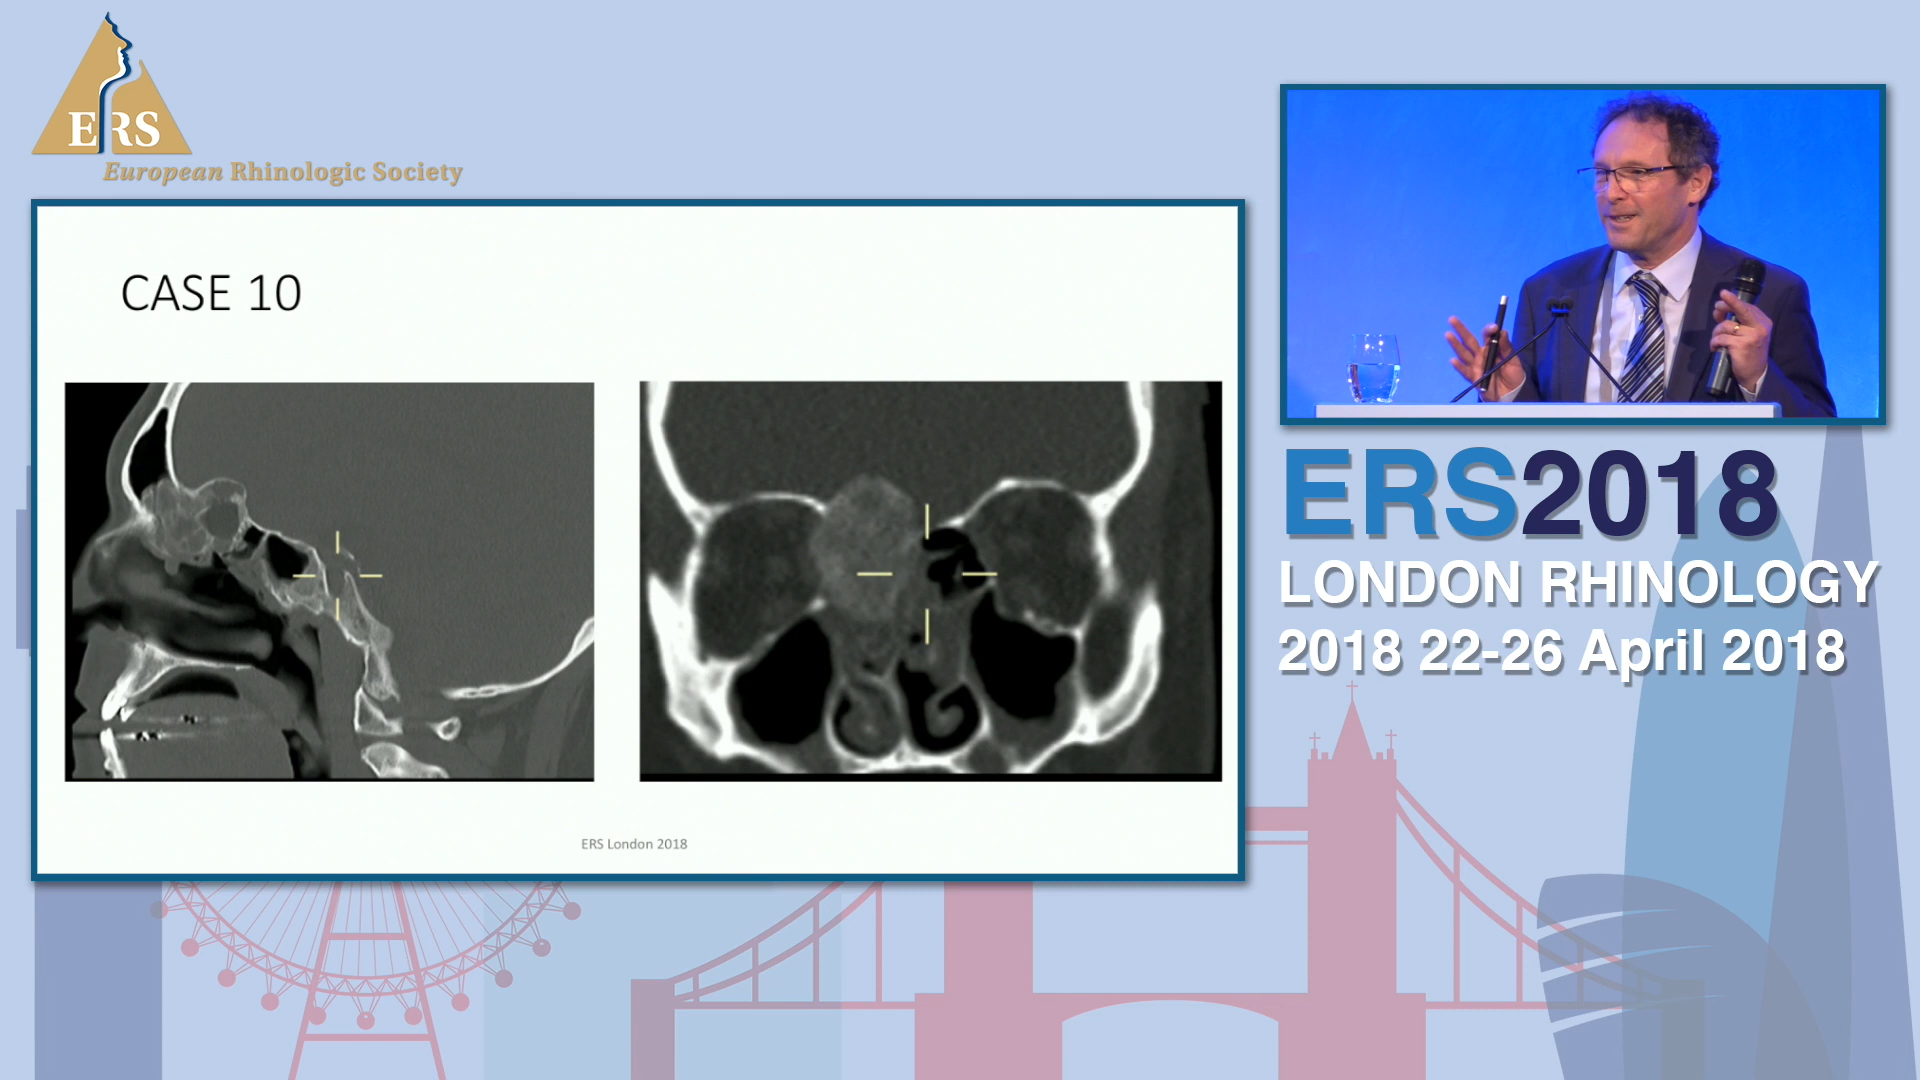 ERS
European Rhinologic Society
CASE 10
ERS London 2018
ERS2018
LONDON RHINOLOGY
2018 22-26 April 2018